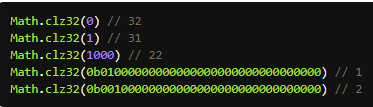 Math.clz32(0) // 32
Math.clz32(1) // 31
Math.clz32(1000) // 22
Math.clz32(0b01000000000000000000000000000000) // 1
Math.clz32(0b00100000000000000000000000000000) // 2